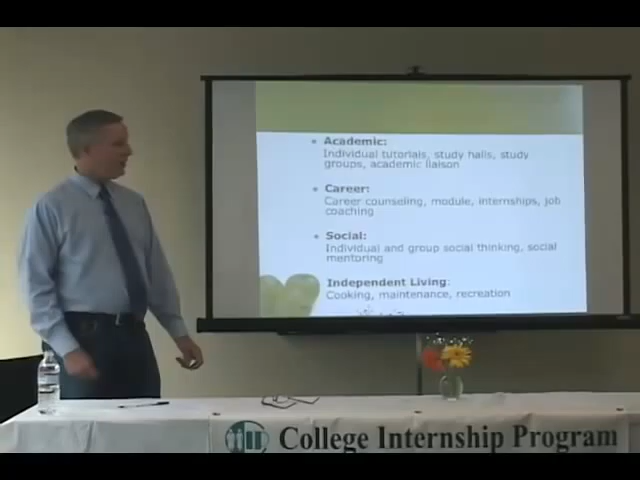 • Academic:
Individual tutorials, study halls, study
groups, academic liaison
• Career:
Career counseling, module, internships, job
coaching
• Social:
Individual and group social thinking, social
mentoring
Independent Living:
Cooking, maintenance, recreation
College Internship Program